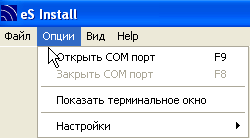 eS Install
Файл Опции Вид Help
Открыть COM порт F9
Закрыть COM порт F8
Показать терминальное окно
Настройки